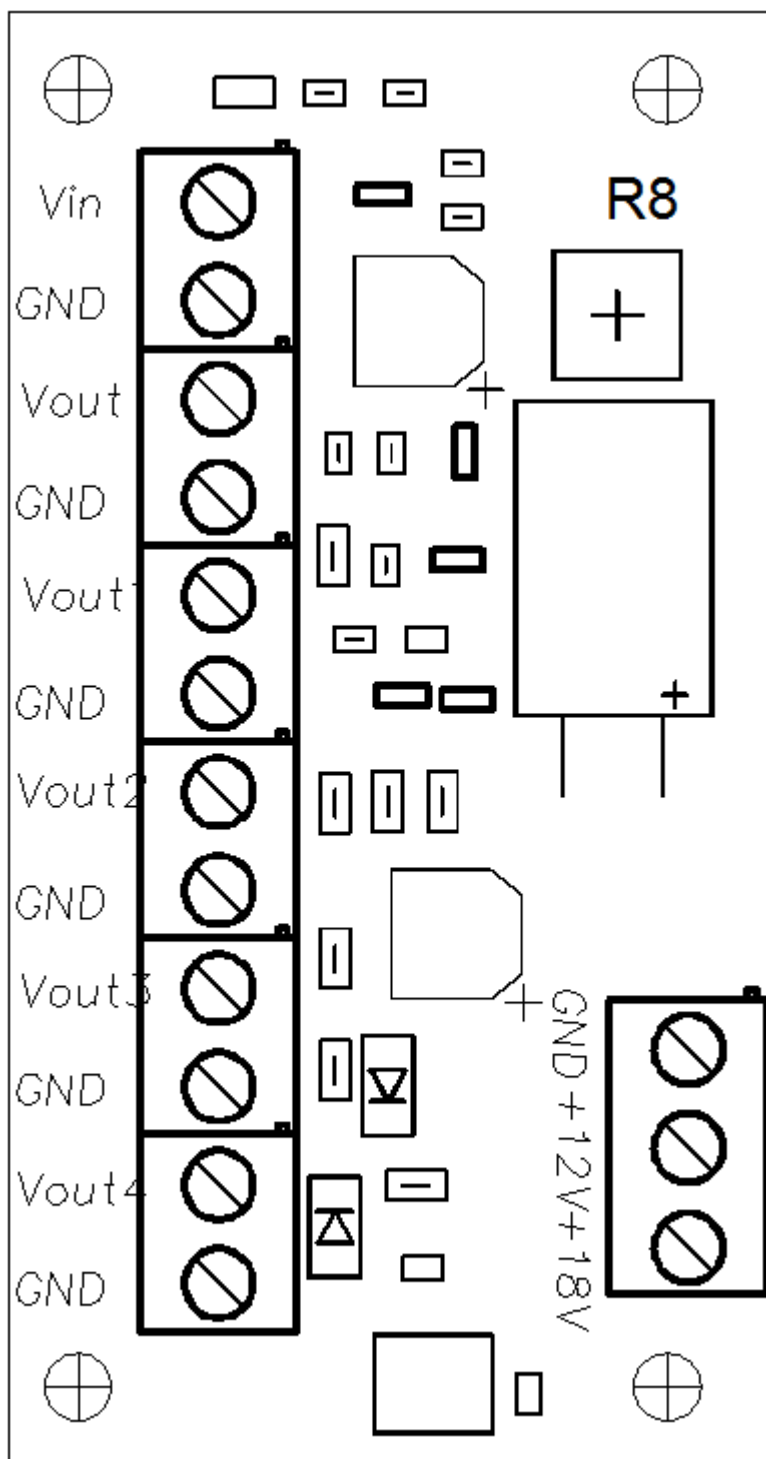 Vin
R8
GND
Vout
GND
Vout1
GND
Vout2
GND
Vout3
GND
Vout4
GND
GND+12V+18V